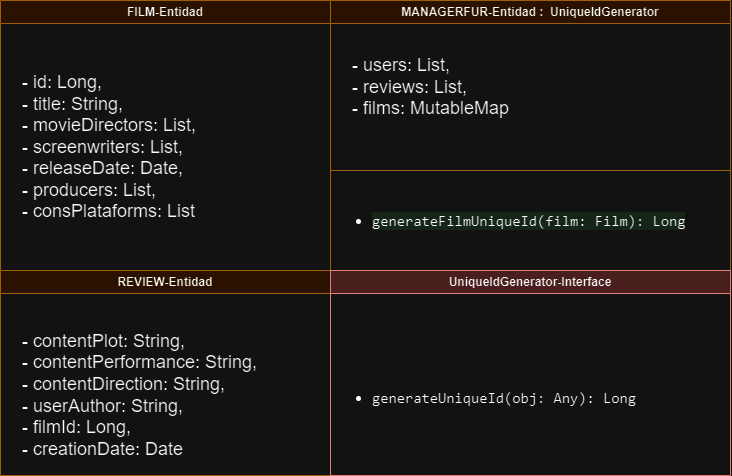 FILM-Entidad
- id: Long,
- title: String,
- movieDirectors: List,
- screenwriters: List,
- releaseDate: Date,
- producers: List,
- consPlataforms: List
MANAGERFUR-Entidad : UniqueIdGenerator
- users: List,
- reviews: List,
- films: MutableMap
• generateFilmUniqueId(film: Film): Long
REVIEW-Entidad
- contentPlot: String,
- contentPerformance: String,
- contentDirection: String,
- userAuthor: String,
- filmId: Long,
- creationDate: Date
UniqueIdGenerator-Interface
• generateUniqueId(obj: Any): Long